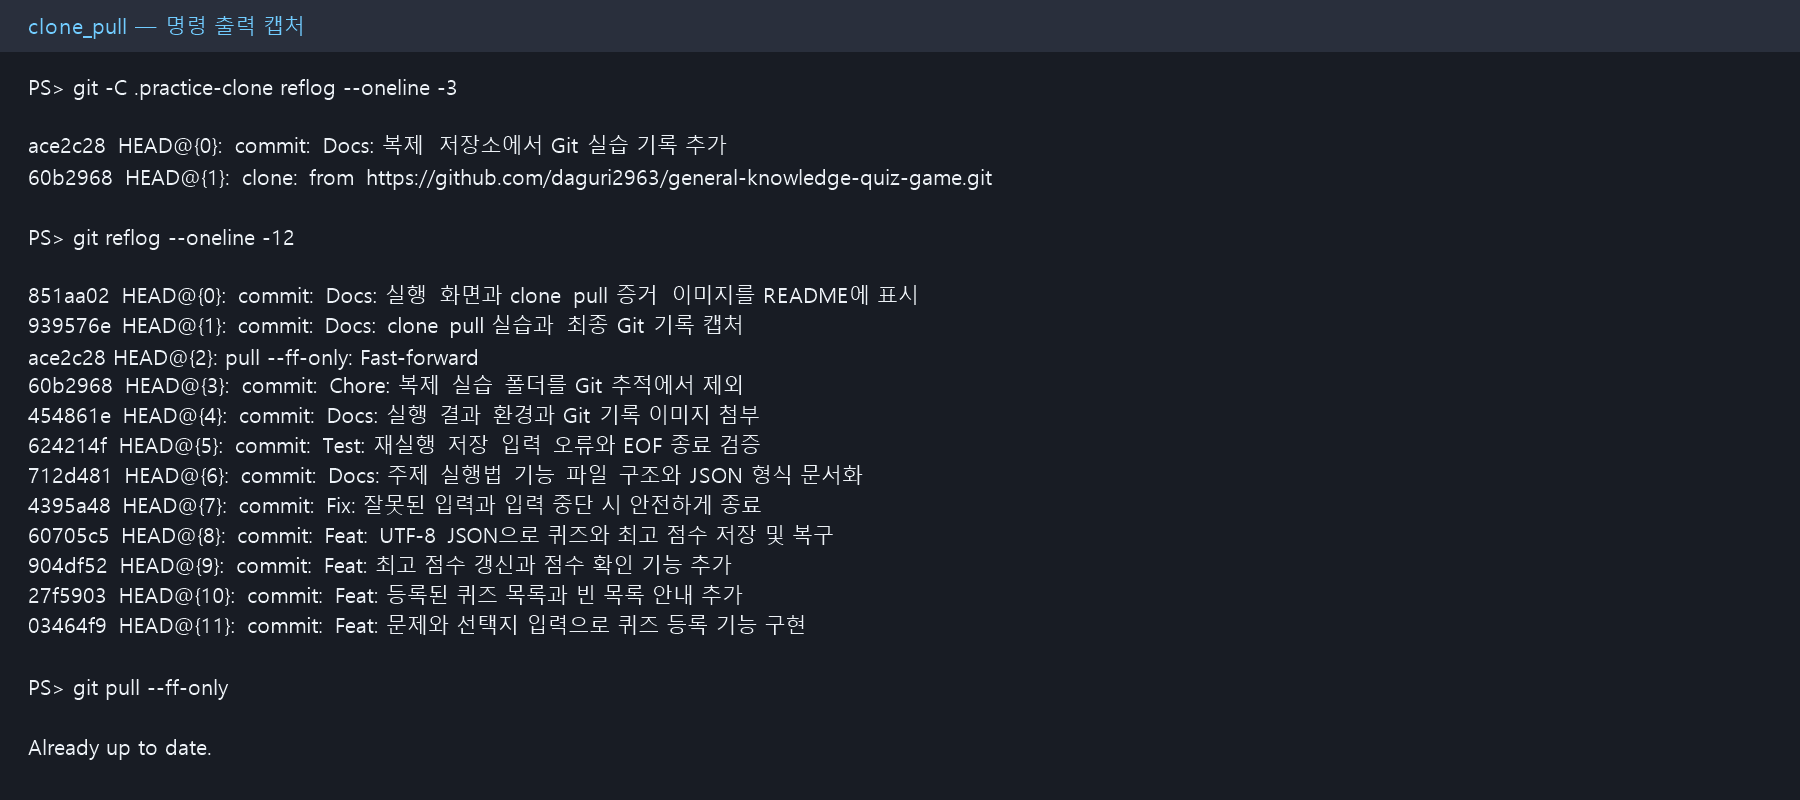 clone_pull — 명령 출력 캡처
PS> git -C .practice-clone reflog --oneline -3
ace2c28 HEAD@{0}: commit: Docs: 복제 저장소에서 Git 실습 기록 추가
60b2968 HEAD@{1}: clone: from https://github.com/daguri2963/general-knowledge-quiz-game.git
PS> git reflog --oneline -12
851aa02 HEAD@{0}: commit: Docs: 실행 화면과 clone pull 증거 이미지를 README에 표시
939576e HEAD@{1}: commit: Docs: clone pull 실습과 최종 Git 기록 캡처
ace2c28 HEAD@{2}: pull --ff-only: Fast-forward
60b2968 HEAD@{3}: commit: Chore: 복제 실습 폴더를 Git 추적에서 제외
454861e HEAD@{4}: commit: Docs: 실행 결과 환경과 Git 기록 이미지 첨부
624214f HEAD@{5}: commit: Test: 재실행 저장 입력 오류와 EOF 종료 검증
712d481 HEAD@{6}: commit: Docs: 주제 실행법 기능 파일 구조와 JSON 형식 문서화
4395a48 HEAD@{7}: commit: Fix: 잘못된 입력과 입력 중단 시 안전하게 종료
60705c5 HEAD@{8}: commit: Feat: UTF-8 JSON으로 퀴즈와 최고 점수 저장 및 복구
904df52 HEAD@{9}: commit: Feat: 최고 점수 갱신과 점수 확인 기능 추가
27f5903 HEAD@{10}: commit: Feat: 등록된 퀴즈 목록과 빈 목록 안내 추가
03464f9 HEAD@{11}: commit: Feat: 문제와 선택지 입력으로 퀴즈 등록 기능 구현
PS> git pull --ff-only
Already up to date.